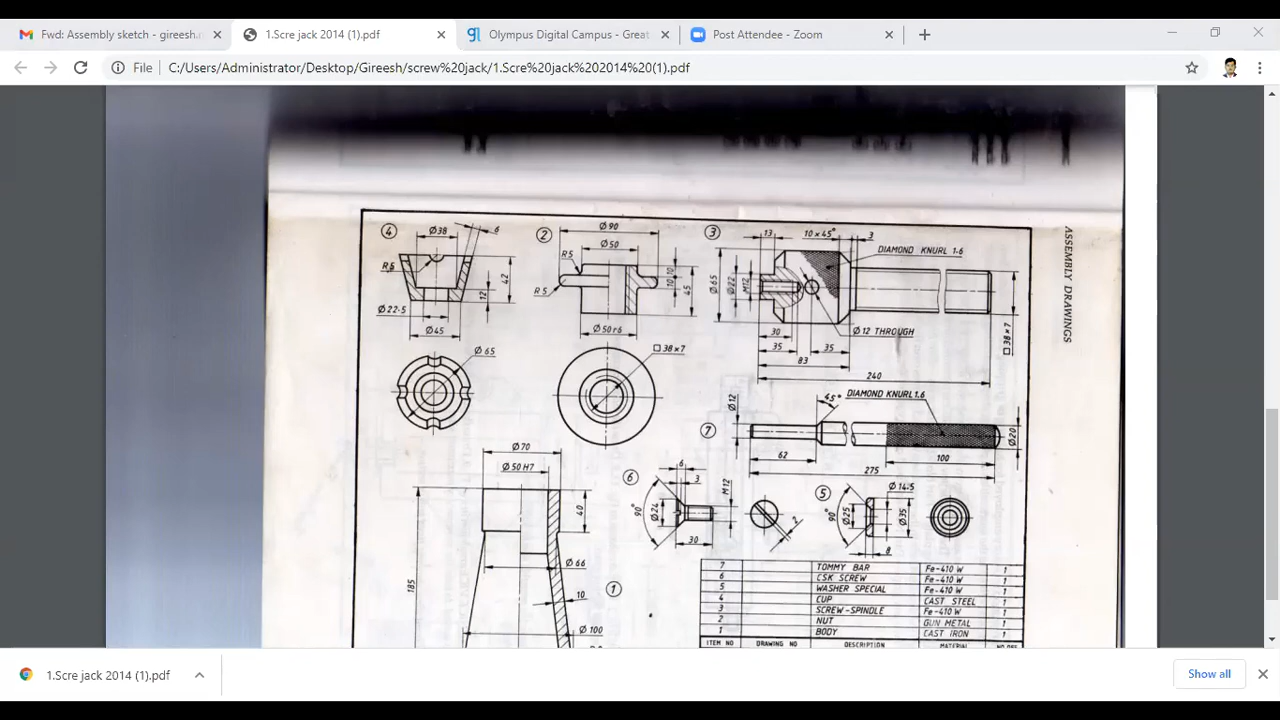 Fwd: Assembly sketch - gireesh.r
1.Scre jack 2014 (1).pdf
Olympus Digital Campus - Great
Post Attendee - Zoom
File
C:/Users/Administrator/Desktop/Gireesh/screw%20jack/1.Scre%20jack%202014%20(1).pdf
ASSEMBLY DRAWINGS
4
Ø38
6
R5
42
12
Ø22·5
Ø45
Ø65
2
Ø90
Ø50
R5
R5
10
10
45
Ø50 r6
□38×7
3
13
10×45°
3
DIAMOND KNURL 1·6
Ø65
Ø22
M12
Ø12 THROUGH
30
35
35
83
240
□38×7
7
Ø12
45°
DIAMOND KNURL 1.6
Ø20
62
100
275
Ø70
Ø50H7
40
Ø66
185
10
Ø100
1
6
6
3
M12
90°
Ø24
30
2
5
Ø14·5
90°
Ø25
Ø35
8
7 TOMMY BAR Fe-410 W 1
6 CSK SCREW Fe-410 W 1
5 WASHER SPECIAL Fe-410 W 1
4 CUP CAST STEEL 1
3 SCREW-SPINDLE Fe-410 W 1
2 NUT GUN METAL 1
1 BODY CAST IRON 1
ITEM NO DRAWING NO DESCRIPTION MATERIAL NO OFF
1.Scre jack 2014 (1).pdf
Show all